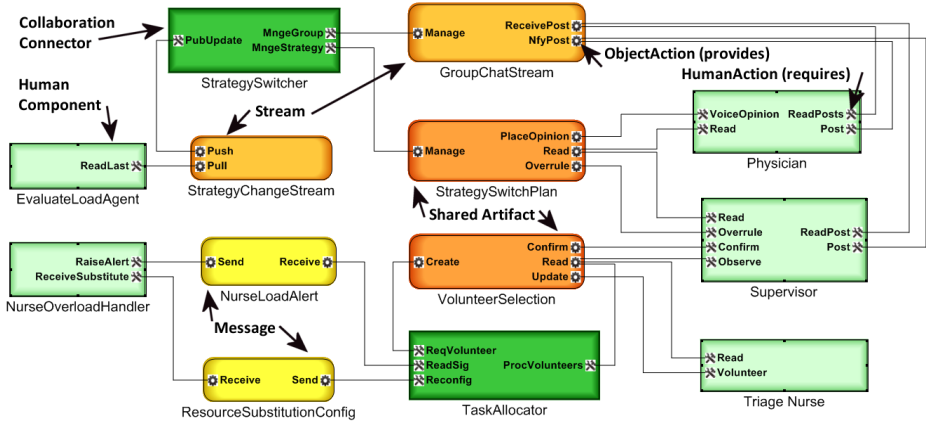 Collaboration
Connector
PubUpdate
MngeGroup
MngeStrategy
StrategySwitcher
Manage
ReceivePost
NfyPost
GroupChatStream
ObjectAction (provides)
HumanAction (requires)
Human
Component
Stream
ReadLast
EvaluateLoadAgent
Push
Pull
StrategyChangeStream
PlaceOpinion
Manage
Read
Overrule
StrategySwitchPlan
VoiceOpinion
ReadPosts
Read
Post
Physician
Shared Artifact
Read
Overrule
ReadPost
Confirm
Post
Observe
Supervisor
RaiseAlert
ReceiveSubstitute
NurseOverloadHandler
Send
Receive
NurseLoadAlert
Confirm
Create
Read
Update
VolunteerSelection
Message
Receive
Send
ResourceSubstitutionConfig
ReqVolunteer
ReadSig
ProcVolunteers
Reconfig
TaskAllocator
Read
Volunteer
Triage Nurse